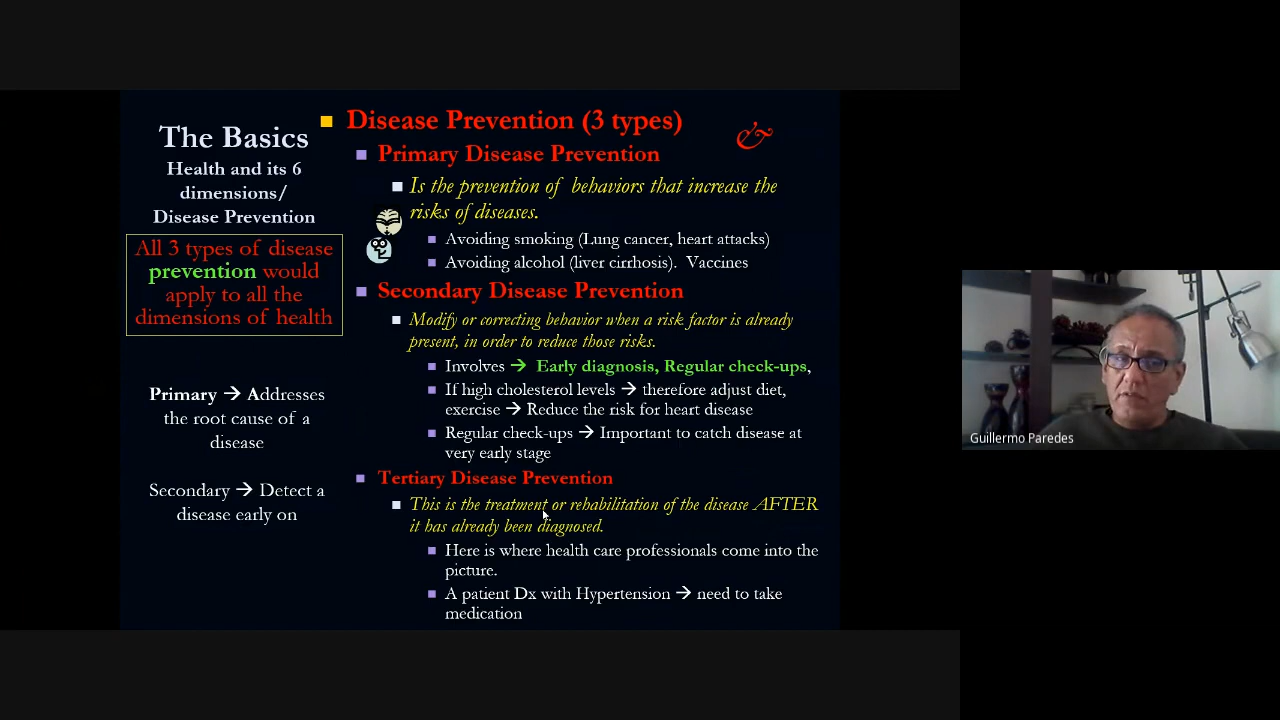 The Basics
Health and its 6
dimensions/
Disease Prevention
All 3 types of disease
prevention would
apply to all the
dimensions of health
Primary → Addresses
the root cause of a
disease
Secondary → Detect a
disease early on
Disease Prevention (3 types)
&
Primary Disease Prevention
Is the prevention of behaviors that increase the
risks of diseases.
Avoiding smoking (Lung cancer, heart attacks)
Avoiding alcohol (liver cirrhosis). Vaccines
Secondary Disease Prevention
Modify or correcting behavior when a risk factor is already
present, in order to reduce those risks.
Involves → Early diagnosis, Regular check-ups,
If high cholesterol levels → therefore adjust diet,
exercise → Reduce the risk for heart disease
Regular check-ups → Important to catch disease at
very early stage
Tertiary Disease Prevention
This is the treatment or rehabilitation of the disease AFTER
it has already been diagnosed.
Here is where health care professionals come into the
picture.
A patient Dx with Hypertension → need to take
medication
Guillermo Paredes